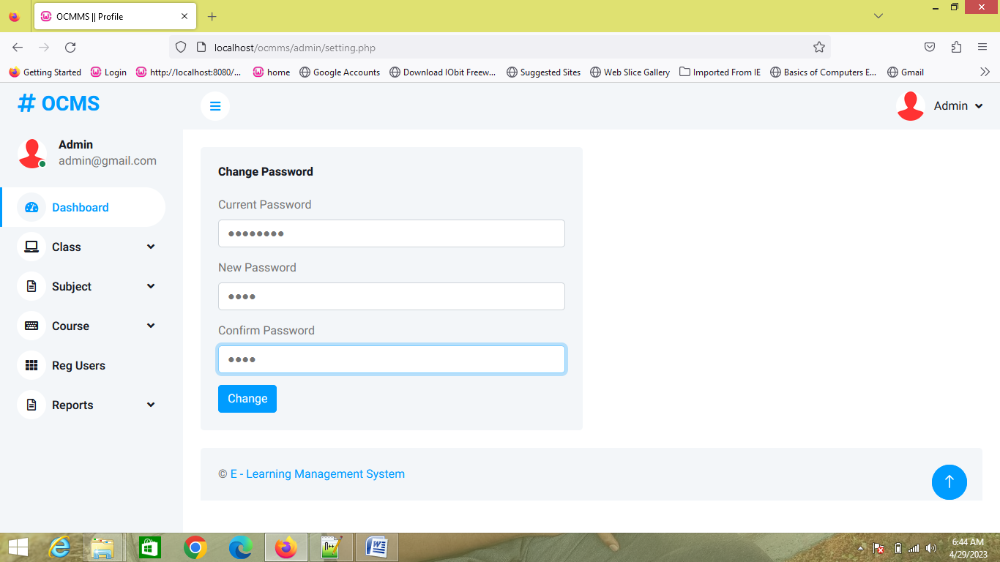 OCMMS || Profile
localhost/ocmms/admin/setting.php
Getting Started Login http://localhost:8080/... home Google Accounts Download IObit Freew... Suggested Sites Web Slice Gallery Imported From IE Basics of Computers E... Gmail
# OCMS
Admin
Admin
admin@gmail.com
Dashboard
Class
Subject
Course
Reg Users
Reports
Change Password
Current Password
••••••••
New Password
••••
Confirm Password
••••
Change
© E - Learning Management System
6:44 AM
4/29/2023